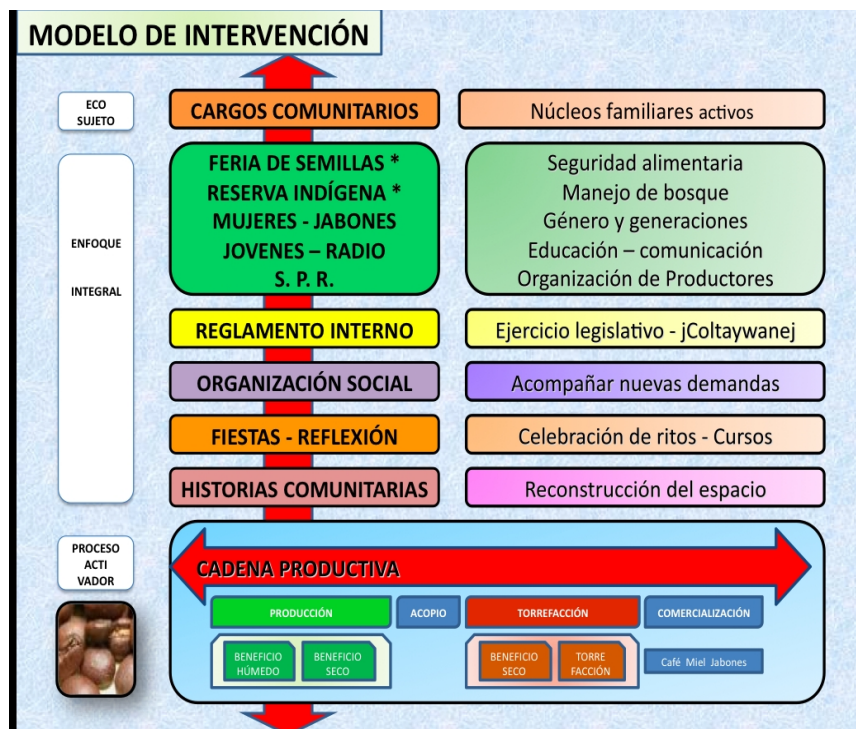 MODELO DE INTERVENCIÓN
ECO
SUJETO
CARGOS COMUNITARIOS
Núcleos familiares activos
ENFOQUE
INTEGRAL
FERIA DE SEMILLAS *
RESERVA INDÍGENA *
MUJERES - JABONES
JOVENES – RADIO
S. P. R.
Seguridad alimentaria
Manejo de bosque
Género y generaciones
Educación – comunicación
Organización de Productores
REGLAMENTO INTERNO
Ejercicio legislativo - jColtaywanej
ORGANIZACIÓN SOCIAL
Acompañar nuevas demandas
FIESTAS - REFLEXIÓN
Celebración de ritos - Cursos
HISTORIAS COMUNITARIAS
Reconstrucción del espacio
PROCESO
ACTI
VADOR
CADENA PRODUCTIVA
PRODUCCIÓN
ACOPIO
TORREFACCIÓN
COMERCIALIZACIÓN
BENEFICIO
HÚMEDO
BENEFICIO
SECO
BENEFICIO
SECO
TORRE
FACCIÓN
Café Miel Jabones